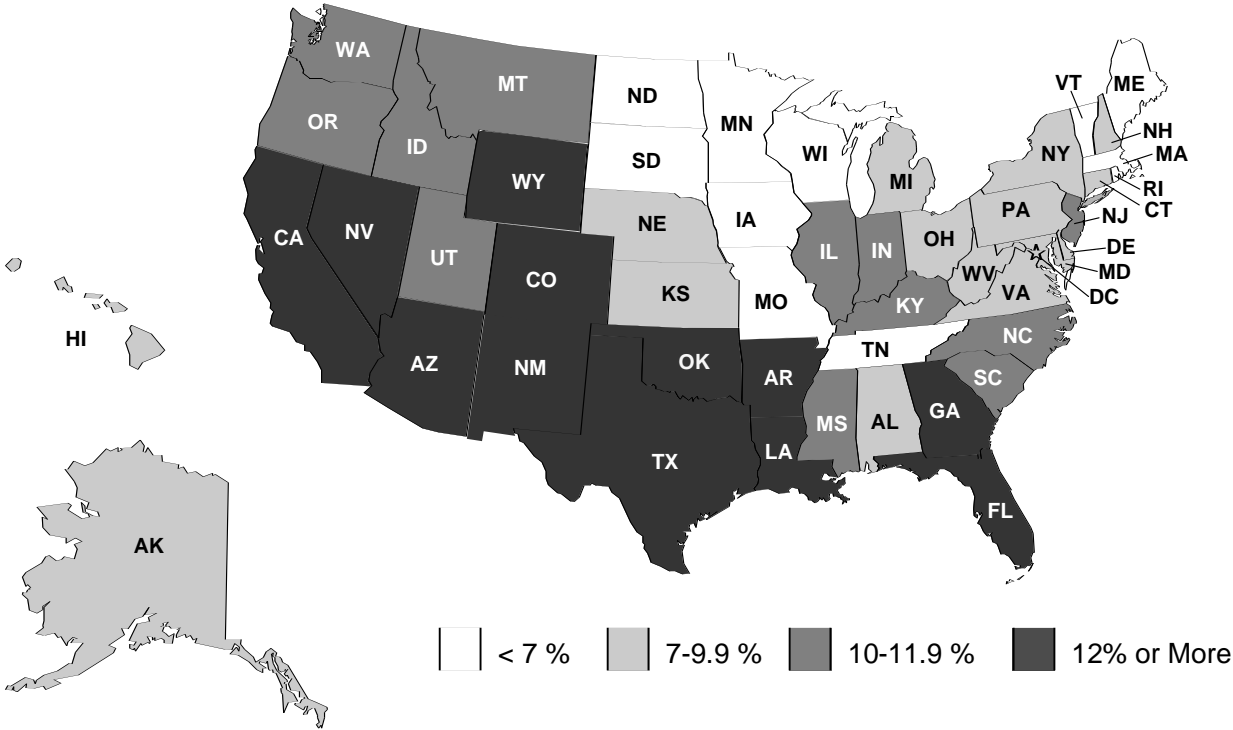 WA
MT
ND
MN
VT
ME
OR
ID
SD
WI
NY
NH
MA
WY
MI
RI
CT
NE
IA
PA
NJ
CA
NV
UT
CO
IL
IN
OH
DE
MD
DC
WV
VA
KS
MO
KY
HI
AZ
NM
OK
AR
TN
NC
SC
MS
AL
GA
LA
TX
FL
AK
< 7 %
7-9.9 %
10-11.9 %
12% or More